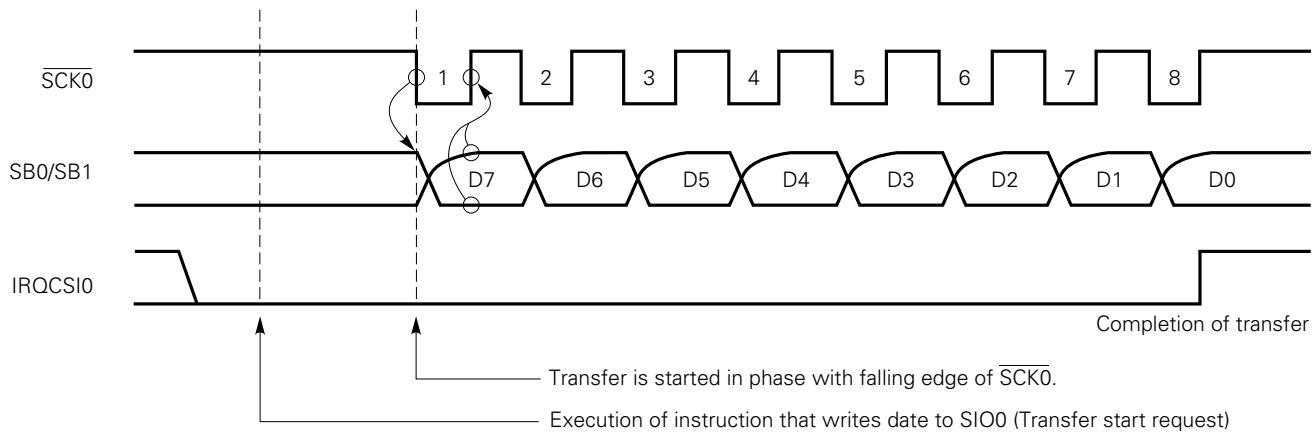 SCK0
1 2 3 4 5 6 7 8
SB0/SB1
D7 D6 D5 D4 D3 D2 D1 D0
IRQCSI0
Completion of transfer
Transfer is started in phase with falling edge of SCK0.
Execution of instruction that writes date to SIO0 (Transfer start request)